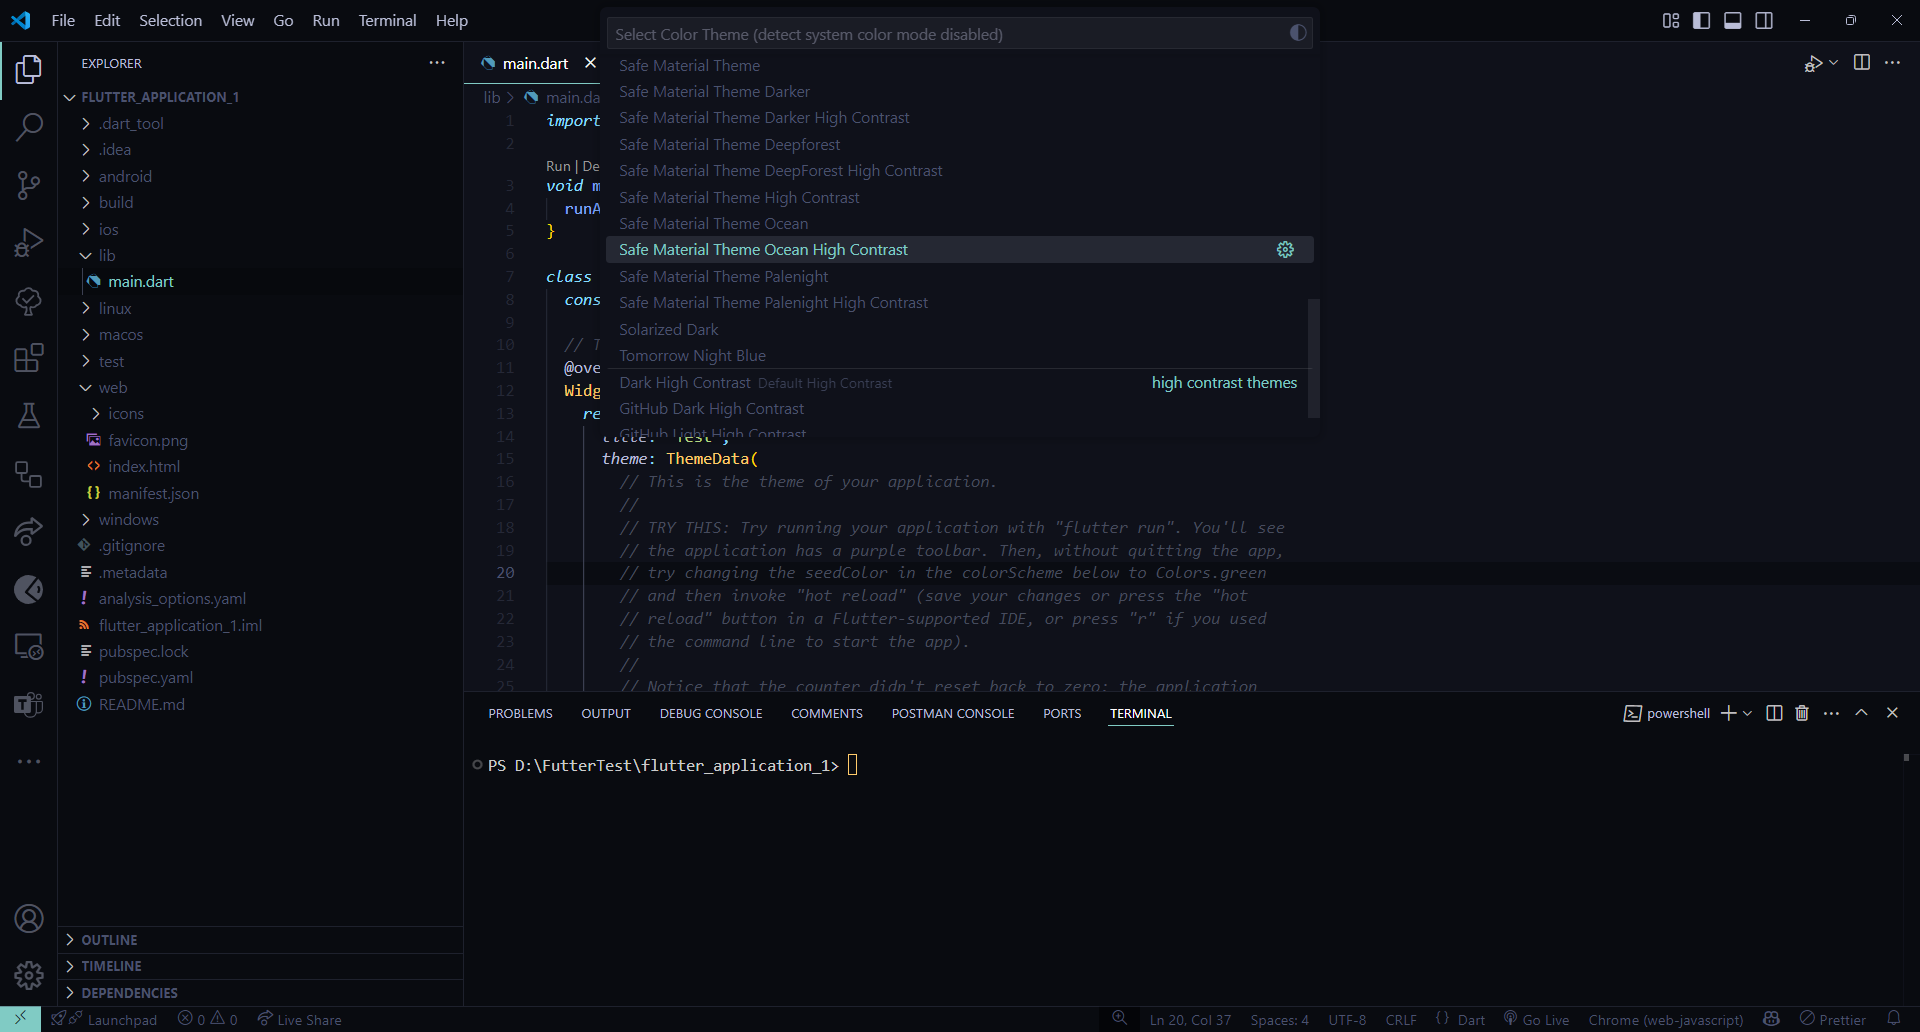 File Edit Selection View Go Run Terminal Help
Select Color Theme (detect system color mode disabled)
Safe Material Theme
Safe Material Theme Darker
Safe Material Theme Darker High Contrast
Safe Material Theme Deepforest
Safe Material Theme DeepForest High Contrast
Safe Material Theme High Contrast
Safe Material Theme Ocean
Safe Material Theme Ocean High Contrast
Safe Material Theme Palenight
Safe Material Theme Palenight High Contrast
Solarized Dark
Tomorrow Night Blue
Dark High Contrast Default High Contrast high contrast themes
GitHub Dark High Contrast
GitHub Light High Contrast
EXPLORER
FLUTTER_APPLICATION_1
.dart_tool
.idea
android
build
ios
lib
main.dart
linux
macos
test
web
icons
favicon.png
index.html
manifest.json
windows
.gitignore
.metadata
analysis_options.yaml
flutter_application_1.iml
pubspec.lock
pubspec.yaml
README.md
OUTLINE
TIMELINE
DEPENDENCIES
main.dart
lib > main.da
1 import
2
Run | De
3 void m
4 runA
5 }
6
7 class
8 cons
9
10 // T
11 @ove
12 Widg
13 re
14 title: 'Test',
15 theme: ThemeData(
16 // This is the theme of your application.
17 //
18 // TRY THIS: Try running your application with "flutter run". You'll see
19 // the application has a purple toolbar. Then, without quitting the app,
20 // try changing the seedColor in the colorScheme below to Colors.green
21 // and then invoke "hot reload" (save your changes or press the "hot
22 // reload" button in a Flutter-supported IDE, or press "r" if you used
23 // the command line to start the app).
24 //
25 // Notice that the counter didn't reset back to zero; the application
PROBLEMS OUTPUT DEBUG CONSOLE COMMENTS POSTMAN CONSOLE PORTS TERMINAL
powershell
PS D:\FutterTest\flutter_application_1>
Launchpad 0 0 Live Share
Ln 20, Col 37 Spaces: 4 UTF-8 CRLF {} Dart Go Live Chrome (web-javascript) Prettier